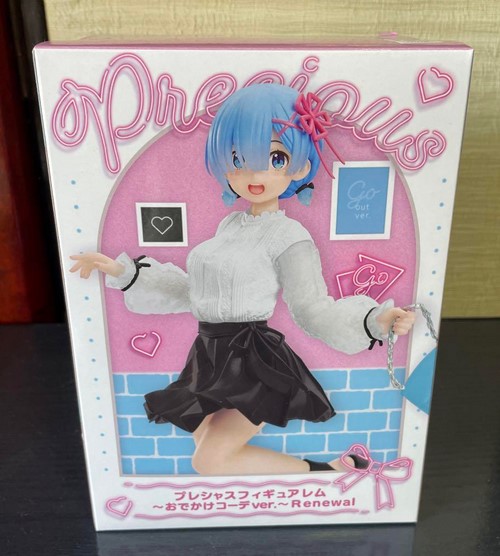 Precious
Go
out
ver
Go
プレシャスフィギュアレム
～おでかけコーデver.～Renewal